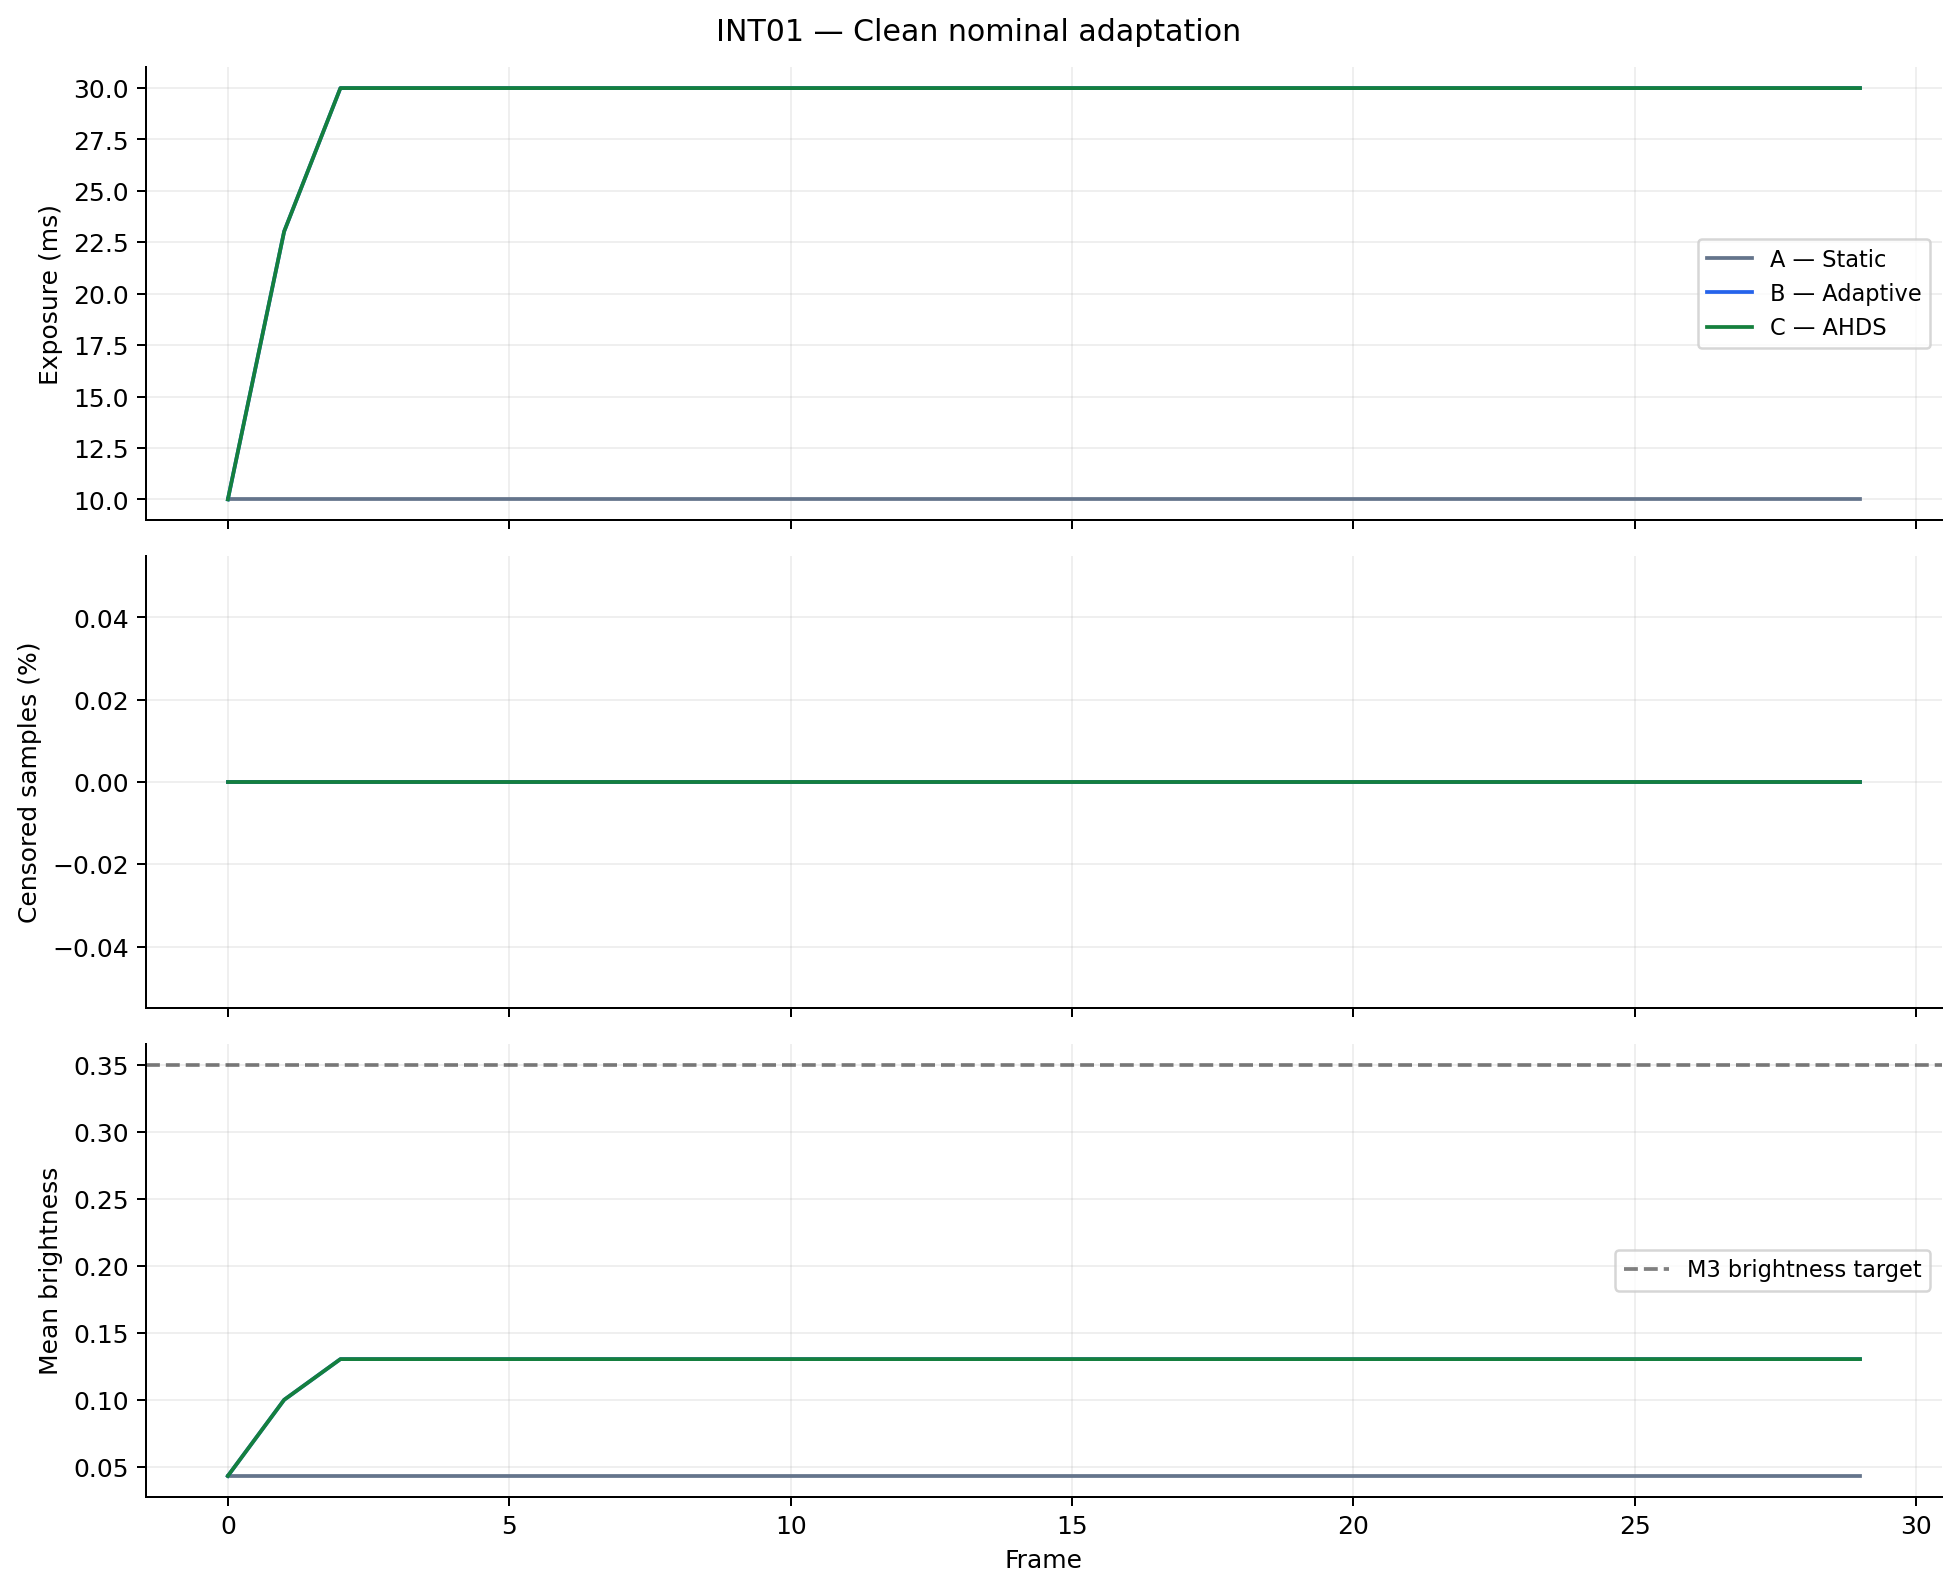 INT01 — Clean nominal adaptation
Exposure (ms)
30.0
27.5
25.0
22.5
20.0
17.5
15.0
12.5
10.0
A — Static
B — Adaptive
C — AHDS
Censored samples (%)
0.04
0.02
0.00
−0.02
−0.04
Mean brightness
0.35
0.30
0.25
0.20
0.15
0.10
0.05
M3 brightness target
0 5 10 15 20 25 30
Frame